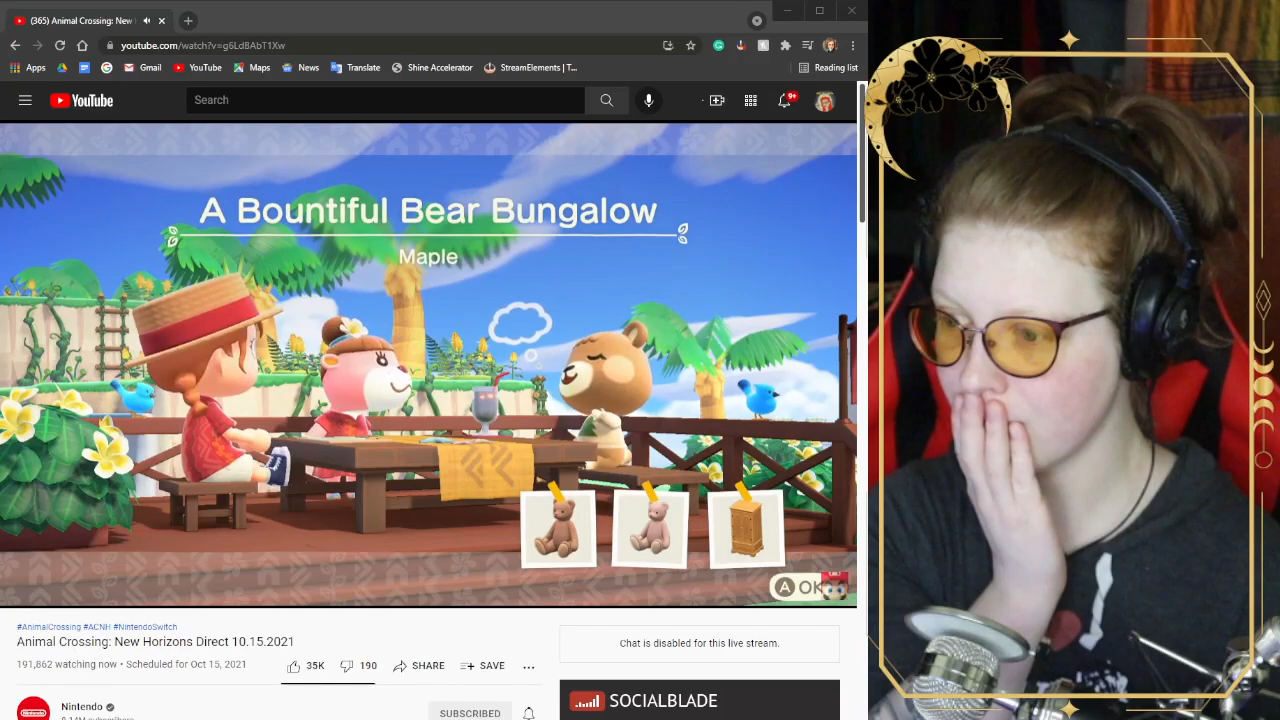 (365) Animal Crossing: New
youtube.com/watch?v=g6LdBAbT1Xw
Apps Gmail YouTube Maps News Translate Shine Accelerator StreamElements | T... Reading list
YouTube Search 9+
A Bountiful Bear Bungalow
Maple
A OK
#AnimalCrossing #ACNH #NintendoSwitch
Animal Crossing: New Horizons Direct 10.15.2021
191,862 watching now • Scheduled for Oct 15, 2021
35K 190 SHARE SAVE
Chat is disabled for this live stream.
Nintendo
SUBSCRIBED
SOCIALBLADE